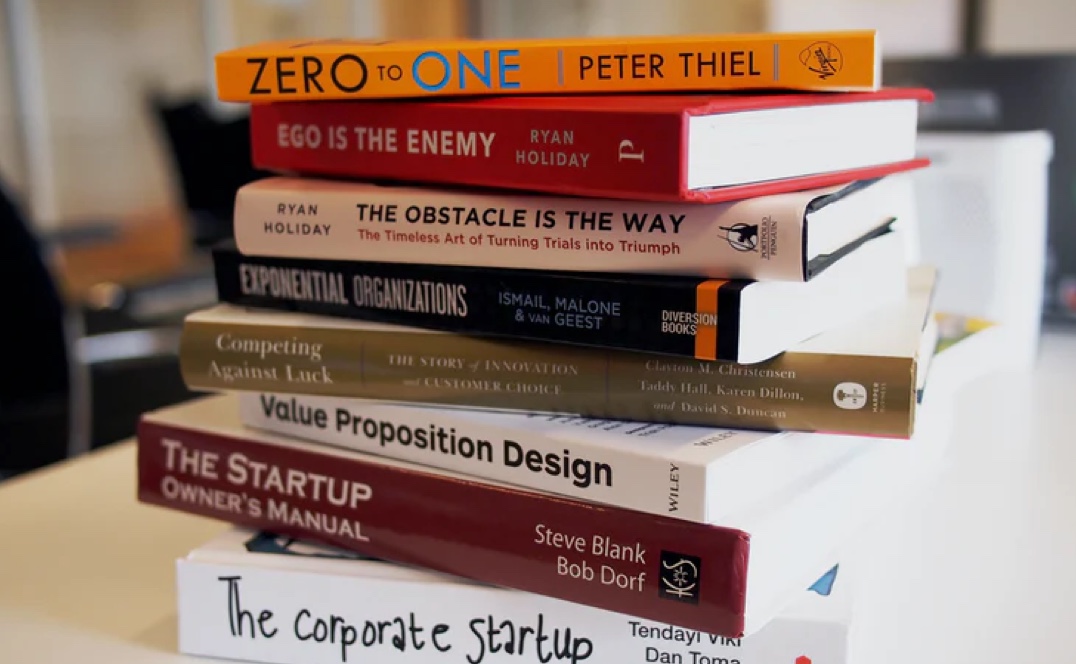 ZERO TO ONE | PETER THIEL |
Virgin
EGO IS THE ENEMY
RYAN
HOLIDAY
P
RYAN
HOLIDAY
THE OBSTACLE IS THE WAY
The Timeless Art of Turning Trials into Triumph
PORTFOLIO
PENGUIN
EXPONENTIAL ORGANIZATIONS
ISMAIL, MALONE
& VAN GEEST
DIVERSION
BOOKS
Competing
Against Luck
THE STORY of INNOVATION
and CUSTOMER CHOICE
Clayton M. Christensen
Taddy Hall, Karen Dillon,
and David S. Duncan
HARPER
BUSINESS
Value Proposition Design
WILEY
WILEY
THE STARTUP
OWNER'S MANUAL
Steve Blank
Bob Dorf
K&S
The corporate startup
Tendayi Viki
Dan Toma